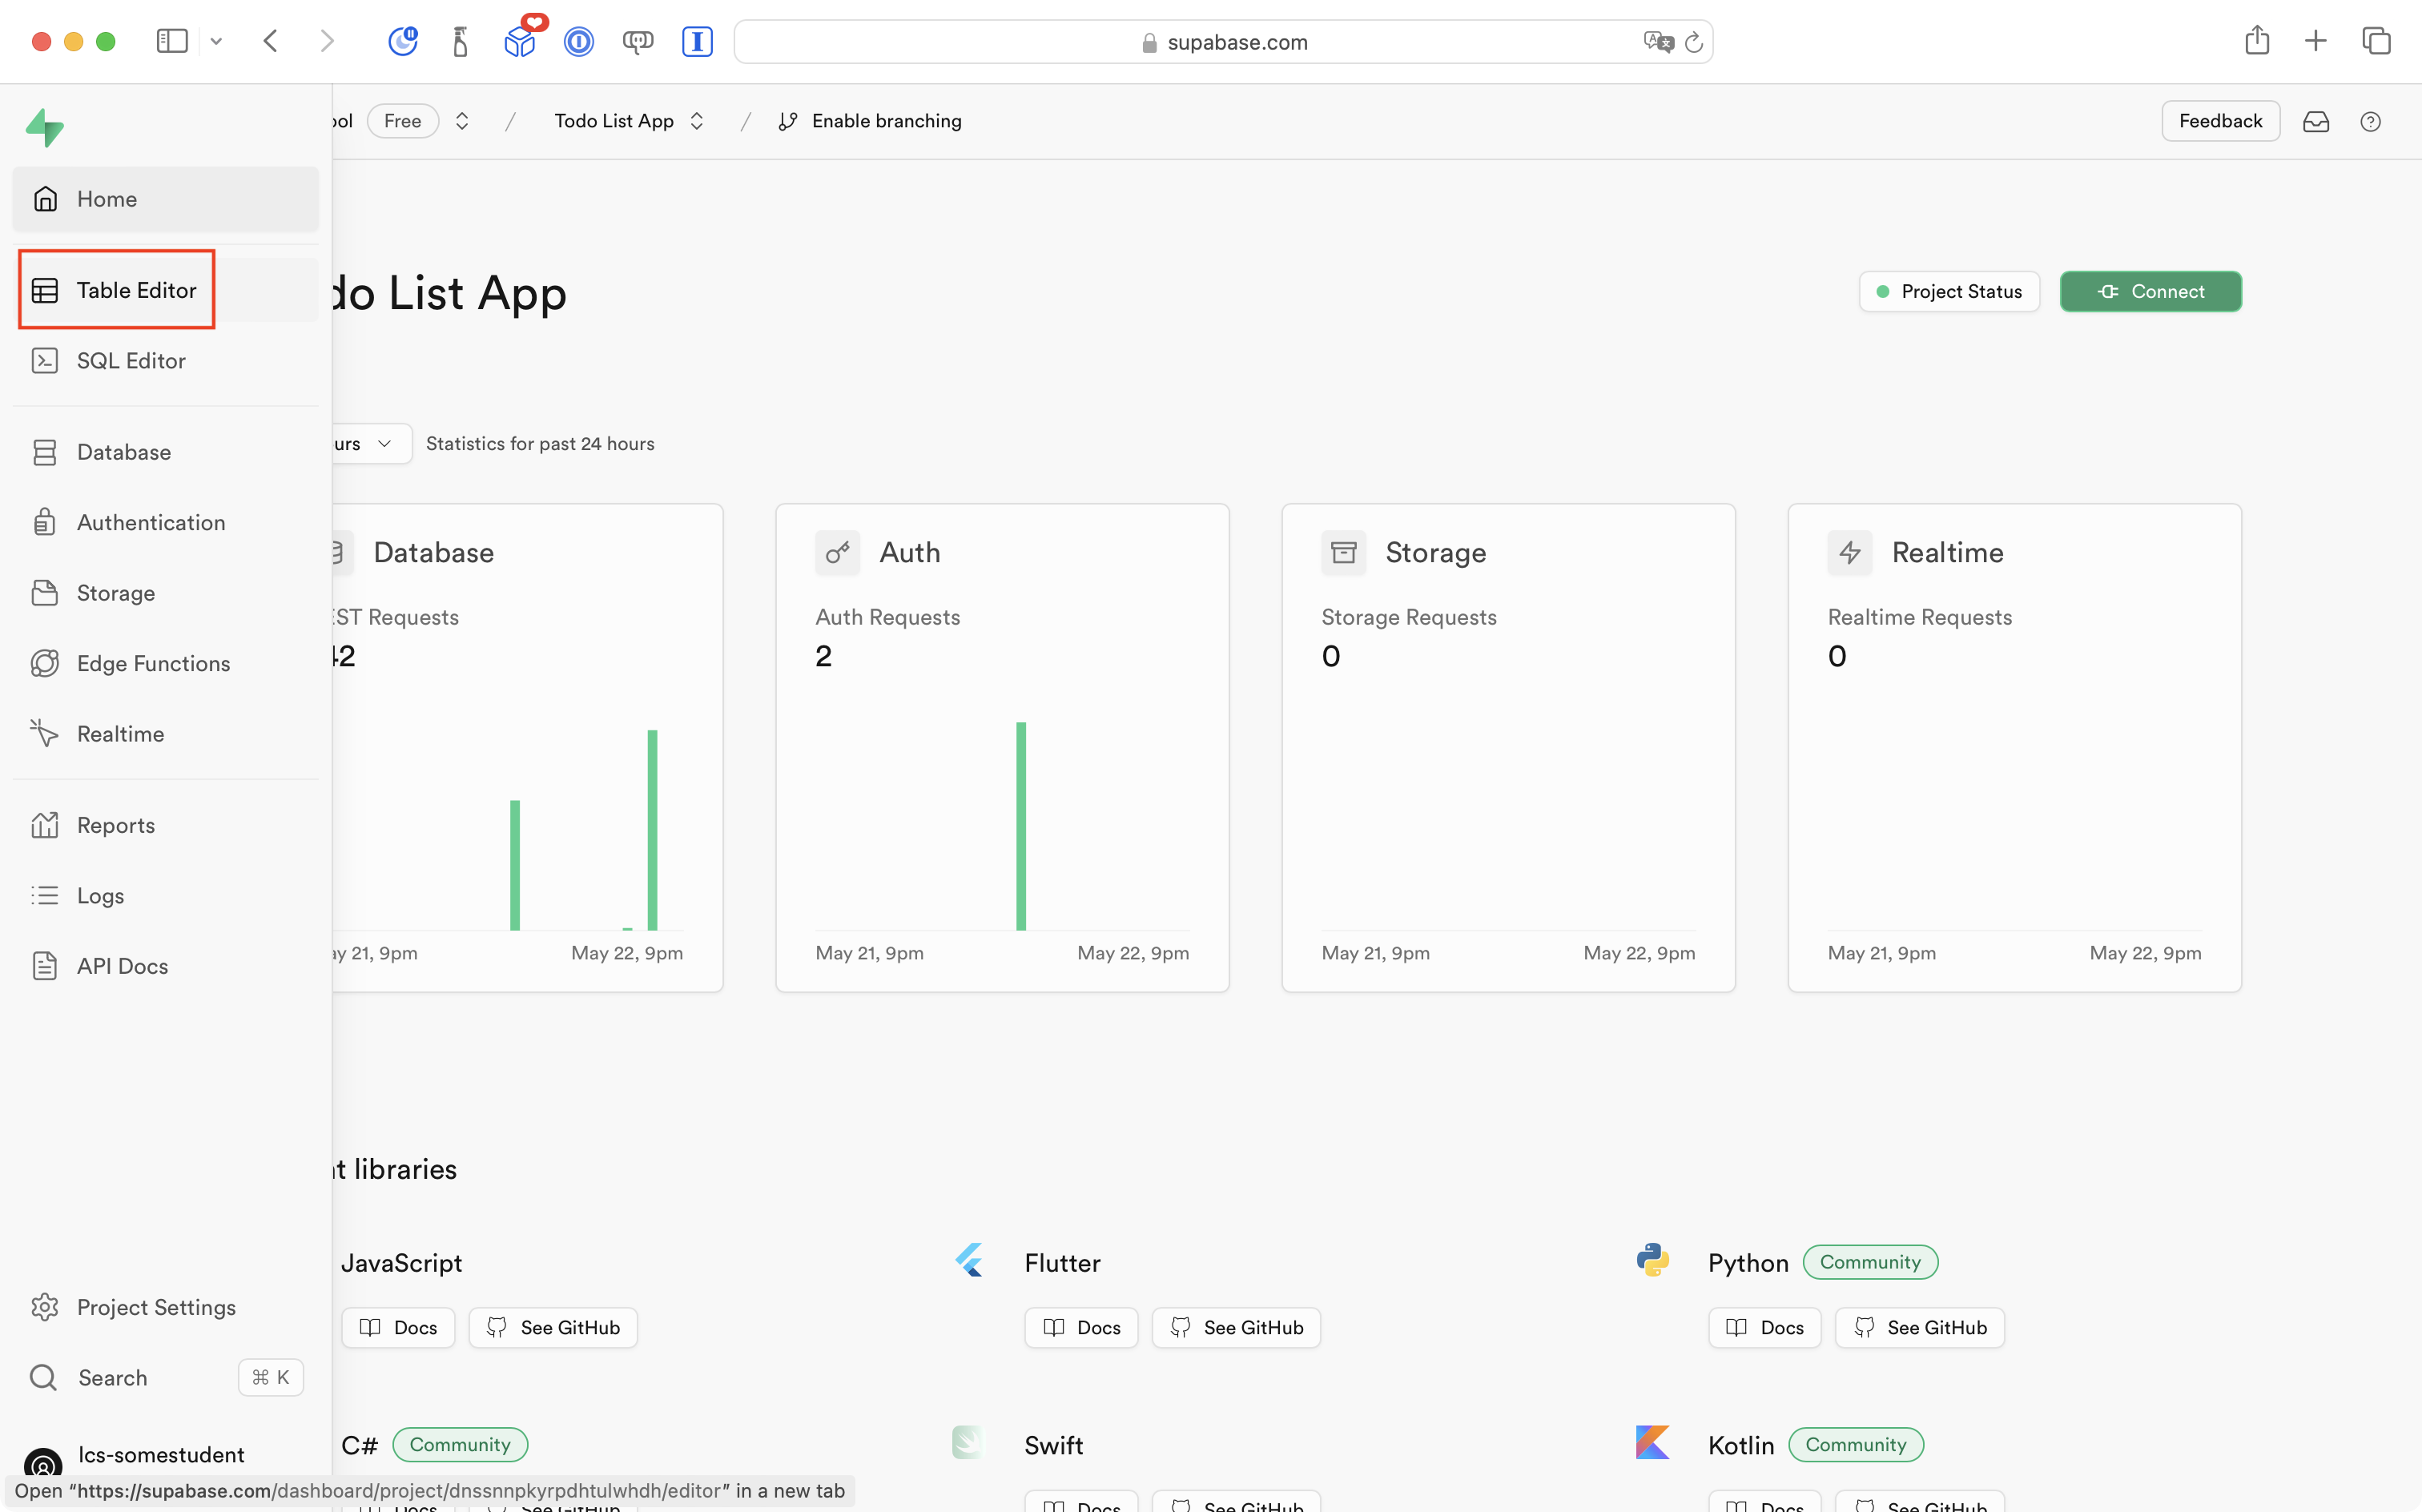 supabase.com
Free
Todo List App
Enable branching
Feedback
Home
Table Editor
SQL Editor
Database
Authentication
Storage
Edge Functions
Realtime
Reports
Logs
API Docs
Project Settings
Search ⌘ K
lcs-somestudent
Open “https://supabase.com/dashboard/project/dnssnnpkyrpdhtulwhdh/editor” in a new tab
do List App
Project Status
Connect
urs
Statistics for past 24 hours
Database
Auth
Storage
Realtime
ST Requests
Auth Requests
Storage Requests
Realtime Requests
2
2
0
0
ay 21, 9pm May 22, 9pm
May 21, 9pm May 22, 9pm
May 21, 9pm May 22, 9pm
May 21, 9pm May 22, 9pm
t libraries
JavaScript
Docs See GitHub
Flutter
Docs See GitHub
Python Community
Docs See GitHub
C# Community
Docs See GitHub
Swift
Docs See GitHub
Kotlin Community
Docs See GitHub